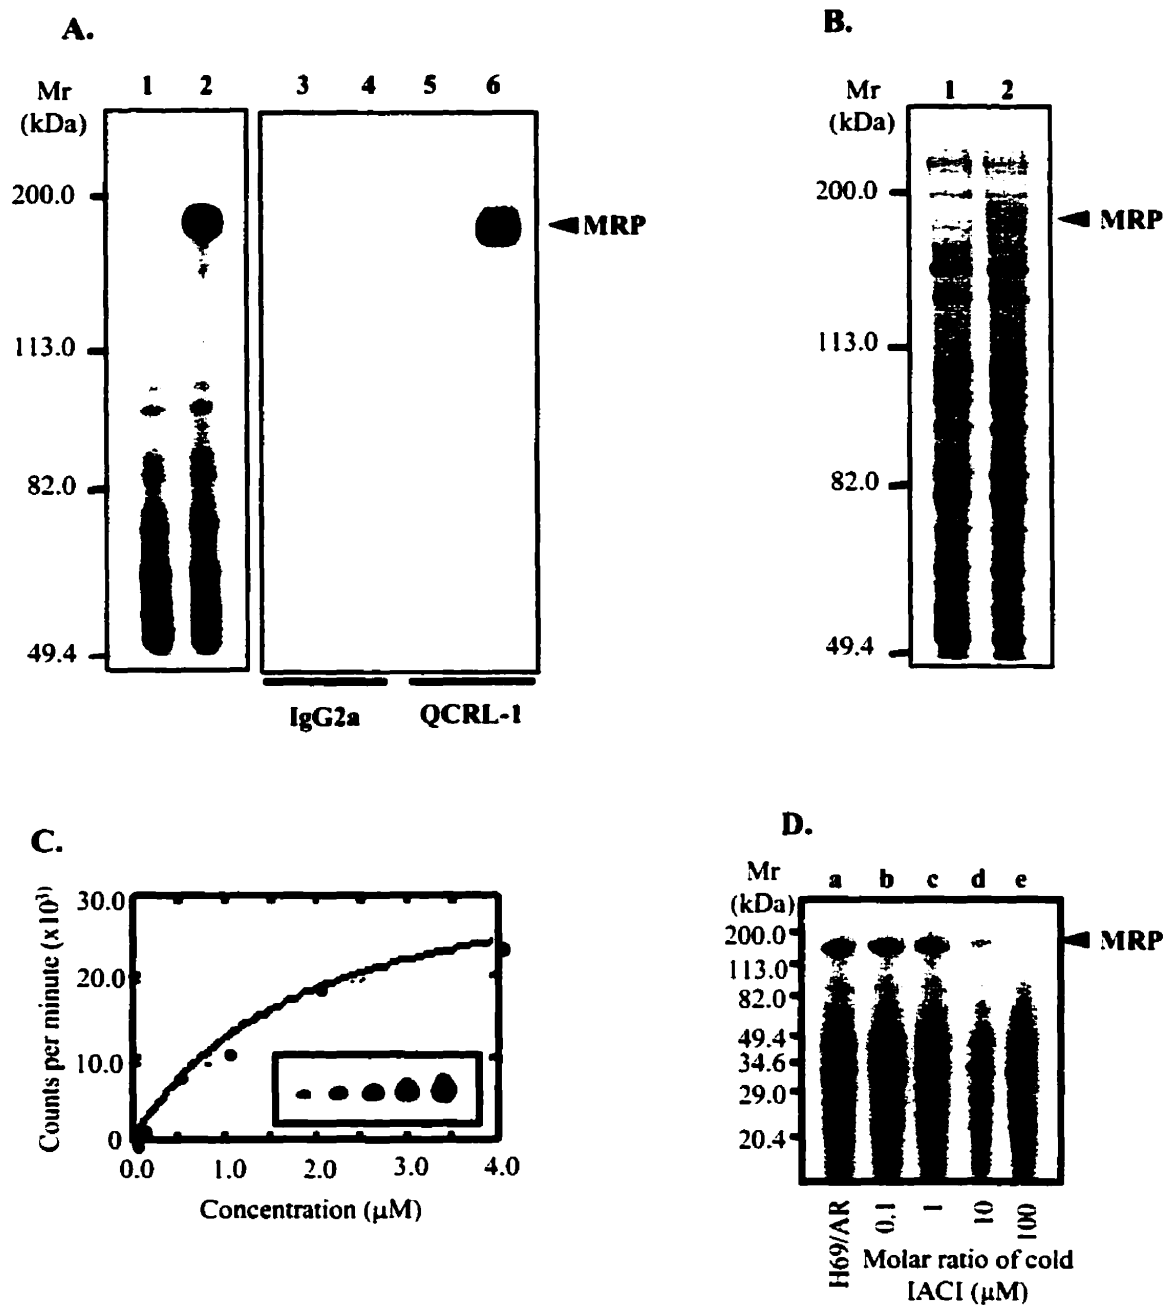 A.
Mr
(kDa)
1 2 3 4 5 6
200.0
MRP
113.0
82.0
49.4
IgG2a QCRL-1
B.
Mr
(kDa)
1 2
200.0
MRP
113.0
82.0
49.4
C.
Counts per minute (x10³)
30.0
20.0
10.0
0
0.0 1.0 2.0 3.0 4.0
Concentration (µM)
D.
Mr
(kDa)
a b c d e
200.0
MRP
113.0
82.0
49.4
34.6
29.0
20.4
H69/AR 0.1 1 10 100
Molar ratio of cold
IACI (µM)